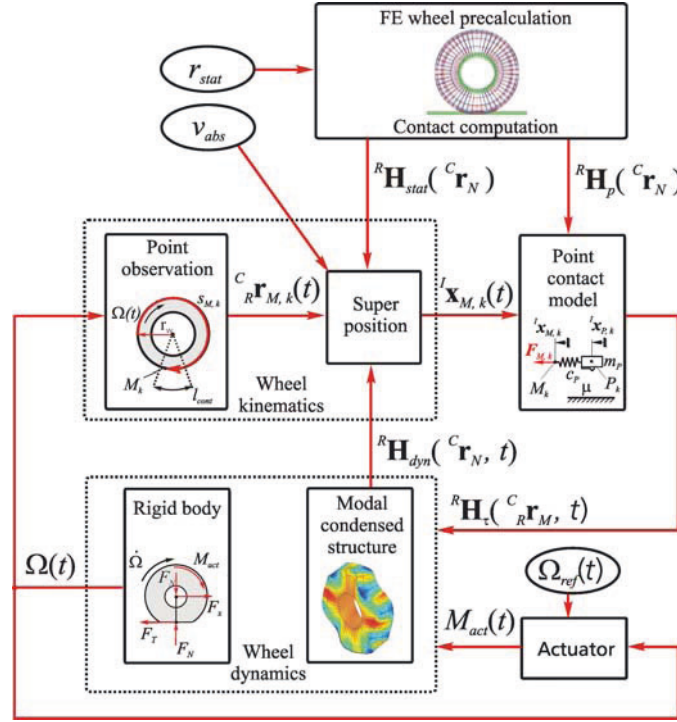 FE wheel precalculation
r_stat
Contact computation
v_abs
^R H_stat( ^C r_N )
^R H_p( ^C r_N )
Point
observation
s_M, k
Ω(t)
M_k
l_cont
^C_R r_M, k(t)
Super
position
^I x_M, k(t)
Point
contact
model
^I x_M, k
^I x_P, k
F_M, k
m_P
c_P
M_k
μ
P_k
Wheel
kinematics
^R H_dyn( ^C r_N, t)
^R H_τ( ^C_R r_M, t)
Rigid body
Ω̇
M_act
F
F_x
F_T
F_N
Modal
condensed
structure
Wheel
dynamics
Ω(t)
Ω_ref(t)
M_act(t)
Actuator